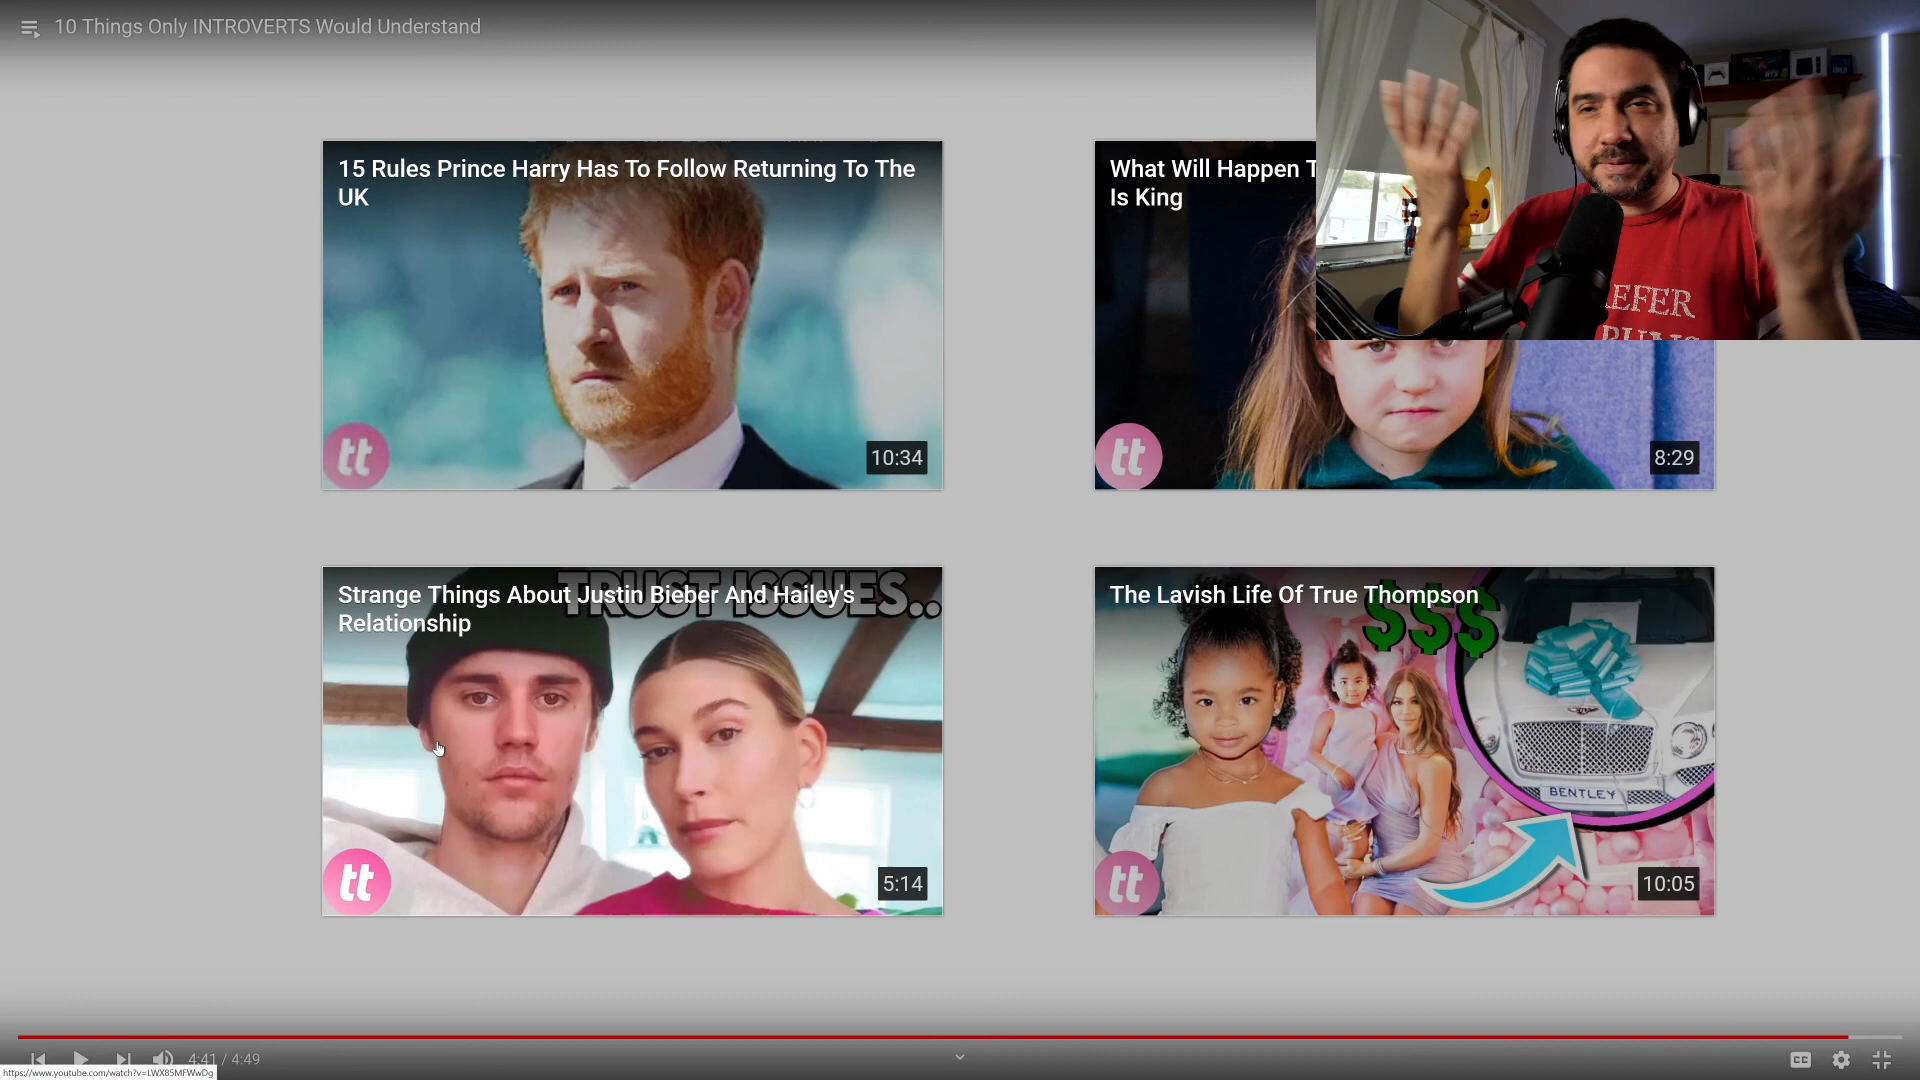 10 Things Only INTROVERTS Would Understand
15 Rules Prince Harry Has To Follow Returning To The
UK
tt
10:34
What Will Happen T
Is King
tt
8:29
EFER
TRUST ISSUES..
Strange Things About Justin Bieber And Hailey's
Relationship
tt
5:14
The Lavish Life Of True Thompson
$$$
BENTLEY
tt
10:05
4:41 / 4:49
CC
https://www.youtube.com/watch?v=LWX85MFWwDg